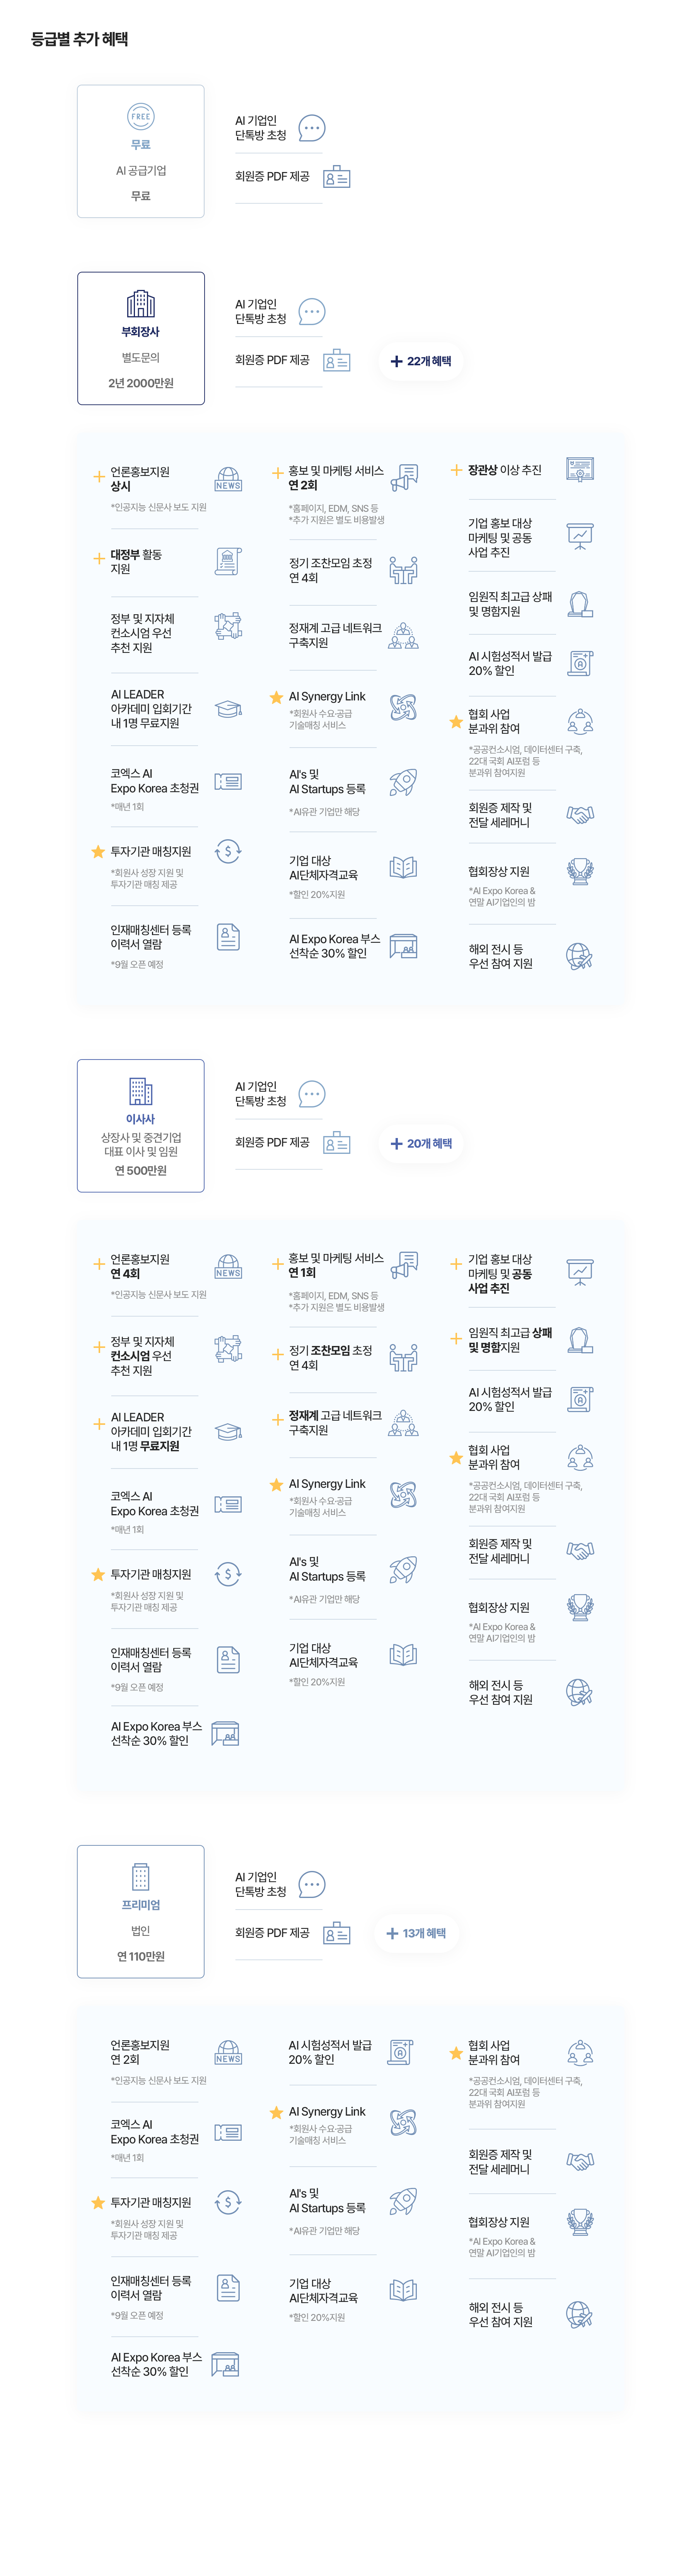 등급별 추가 혜택
FREE
무료
AI 공급기업
무료
AI 기업인
단톡방 초청
회원증 PDF 제공
부회장사
별도문의
2년 2000만원
AI 기업인
단톡방 초청
회원증 PDF 제공
+ 22개 혜택
언론홍보지원
상시
NEWS
*인공지능 신문사 보도 지원
대정부 활동
지원
정부 및 지자체
컨소시엄 우선
추천 지원
AI LEADER
아카데미 입회기간
내 1명 무료지원
코엑스 AI
Expo Korea 초청권
*매년 1회
투자기관 매칭지원
*회원사 성장 지원 및
투자기관 매칭 제공
인재매칭센터 등록
이력서 열람
*9월 오픈 예정
홍보 및 마케팅 서비스
연 2회
*홈페이지, EDM, SNS 등
*추가 지원은 별도 비용발생
정기 조찬모임 초정
연 4회
정재계 고급 네트워크
구축지원
AI Synergy Link
*회원사 수요·공급
기술매칭 서비스
AI's 및
AI Startups 등록
*AI유관 기업만 해당
기업 대상
AI단체자격교육
*할인 20%지원
AI Expo Korea 부스
선착순 30% 할인
장관상 이상 추진
기업 홍보 대상
마케팅 및 공동
사업 추진
임원직 최고급 상패
및 명함지원
AI 시험성적서 발급
20% 할인
협회 사업
분과위 참여
*공공컨소시엄, 데이터센터 구축,
22대 국회 AI포럼 등
분과위 참여지원
회원증 제작 및
전달 세레머니
협회장상 지원
*AI Expo Korea &
연말 AI기업인의 밤
해외 전시 등
우선 참여 지원
이사사
상장사 및 중견기업
대표 이사 및 임원
연 500만원
AI 기업인
단톡방 초청
회원증 PDF 제공
+ 20개 혜택
언론홍보지원
연 4회
NEWS
*인공지능 신문사 보도 지원
정부 및 지자체
컨소시엄 우선
추천 지원
AI LEADER
아카데미 입회기간
내 1명 무료지원
코엑스 AI
Expo Korea 초청권
*매년 1회
투자기관 매칭지원
*회원사 성장 지원 및
투자기관 매칭 제공
인재매칭센터 등록
이력서 열람
*9월 오픈 예정
AI Expo Korea 부스
선착순 30% 할인
홍보 및 마케팅 서비스
연 1회
*홈페이지, EDM, SNS 등
*추가 지원은 별도 비용발생
정기 조찬모임 초정
연 4회
정재계 고급 네트워크
구축지원
AI Synergy Link
*회원사 수요·공급
기술매칭 서비스
AI's 및
AI Startups 등록
*AI유관 기업만 해당
기업 대상
AI단체자격교육
*할인 20%지원
기업 홍보 대상
마케팅 및 공동
사업 추진
임원직 최고급 상패
및 명함지원
AI 시험성적서 발급
20% 할인
협회 사업
분과위 참여
*공공컨소시엄, 데이터센터 구축,
22대 국회 AI포럼 등
분과위 참여지원
회원증 제작 및
전달 세레머니
협회장상 지원
*AI Expo Korea &
연말 AI기업인의 밤
해외 전시 등
우선 참여 지원
프리미엄
법인
연 110만원
AI 기업인
단톡방 초청
회원증 PDF 제공
+ 13개 혜택
언론홍보지원
연 2회
NEWS
*인공지능 신문사 보도 지원
코엑스 AI
Expo Korea 초청권
*매년 1회
투자기관 매칭지원
*회원사 성장 지원 및
투자기관 매칭 제공
인재매칭센터 등록
이력서 열람
*9월 오픈 예정
AI Expo Korea 부스
선착순 30% 할인
AI 시험성적서 발급
20% 할인
AI Synergy Link
*회원사 수요·공급
기술매칭 서비스
AI's 및
AI Startups 등록
*AI유관 기업만 해당
기업 대상
AI단체자격교육
*할인 20%지원
협회 사업
분과위 참여
*공공컨소시엄, 데이터센터 구축,
22대 국회 AI포럼 등
분과위 참여지원
회원증 제작 및
전달 세레머니
협회장상 지원
*AI Expo Korea &
연말 AI기업인의 밤
해외 전시 등
우선 참여 지원